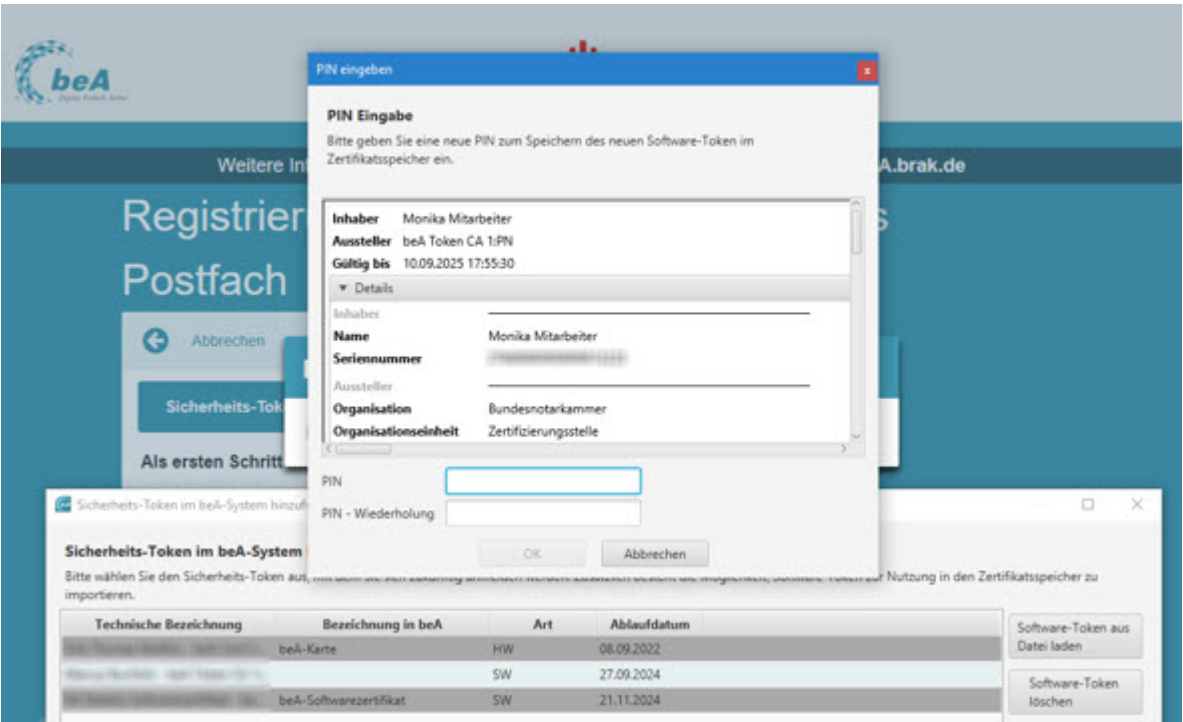 beA
PIN eingeben
PIN Eingabe
Bitte geben Sie eine neue PIN zum Speichern des neuen Software-Token im
Zertifikatsspeicher ein.
Weitere
A.brak.de
Inhaber Monika Mitarbeiter
Aussteller beA Token CA 1:PN
Gültig bis 10.09.2025 17:55:30
Details
Inhaber
Name Monika Mitarbeiter
Seriennummer
Aussteller
Organisation Bundesnotarkammer
Organisationseinheit Zertifizierungsstelle
Registrier
s
Postfach
Abbrechen
Sicherheits-Tok
Als ersten Schritt
PIN
PIN - Wiederholung
OK Abbrechen
Sicherheits-Token im beA-System hinzuf
Sicherheits-Token im beA-System
Bitte wählen Sie den Sicherheits-Token aus, Nutzung in den Zertifikatsspeicher zu
importieren.
Technische Bezeichnung Bezeichnung in beA Art Ablaufdatum
beA-Karte HW 08.09.2022
SW 27.09.2024
beA-Softwarezertifikat SW 21.11.2024
Software-Token aus
Datei laden
Software-Token
löschen